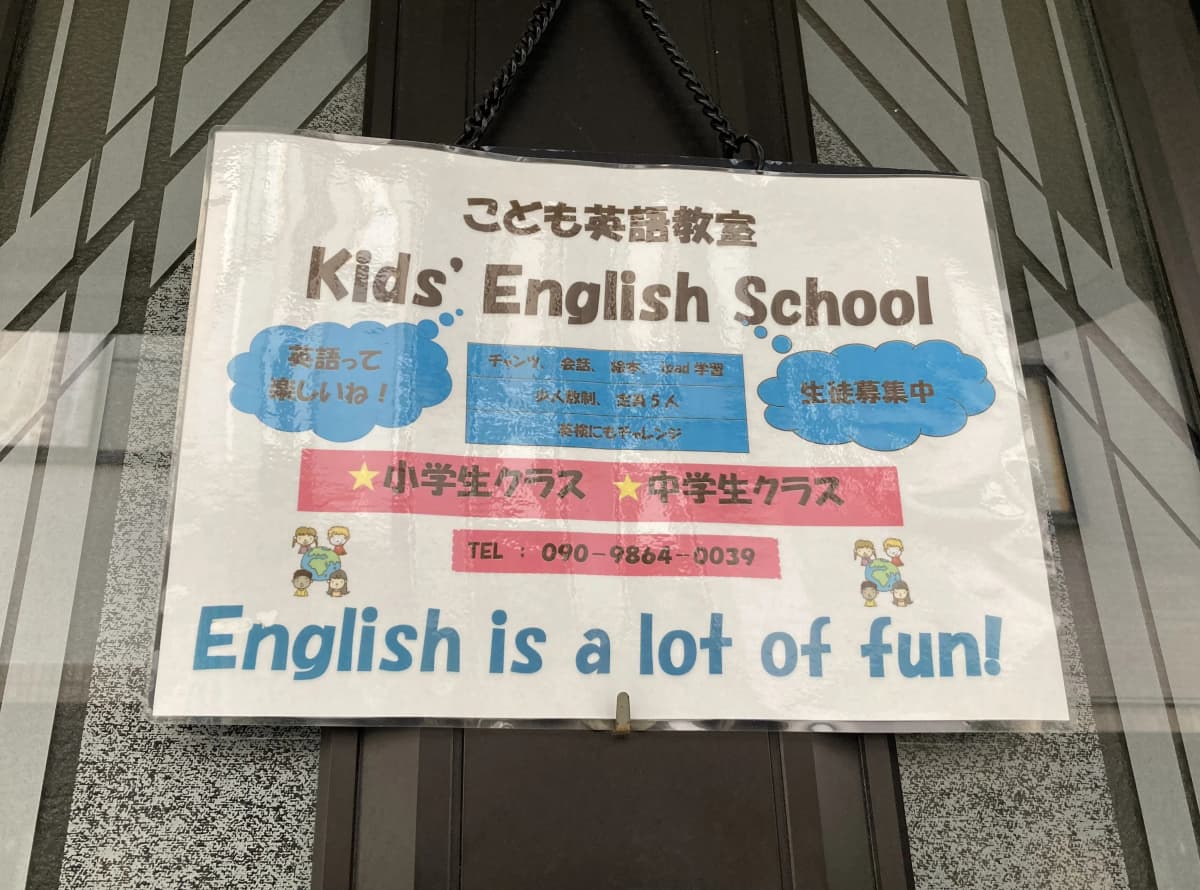 こども英語教室
Kids' English School
英語って
楽しいね!
チャンツ、会話、絵本、ipad 学習
少人数制、定員5人
英検にもチャレンジ
生徒募集中
★小学生クラス ★中学生クラス
TEL : 090-9864-0039
English is a lot of fun!